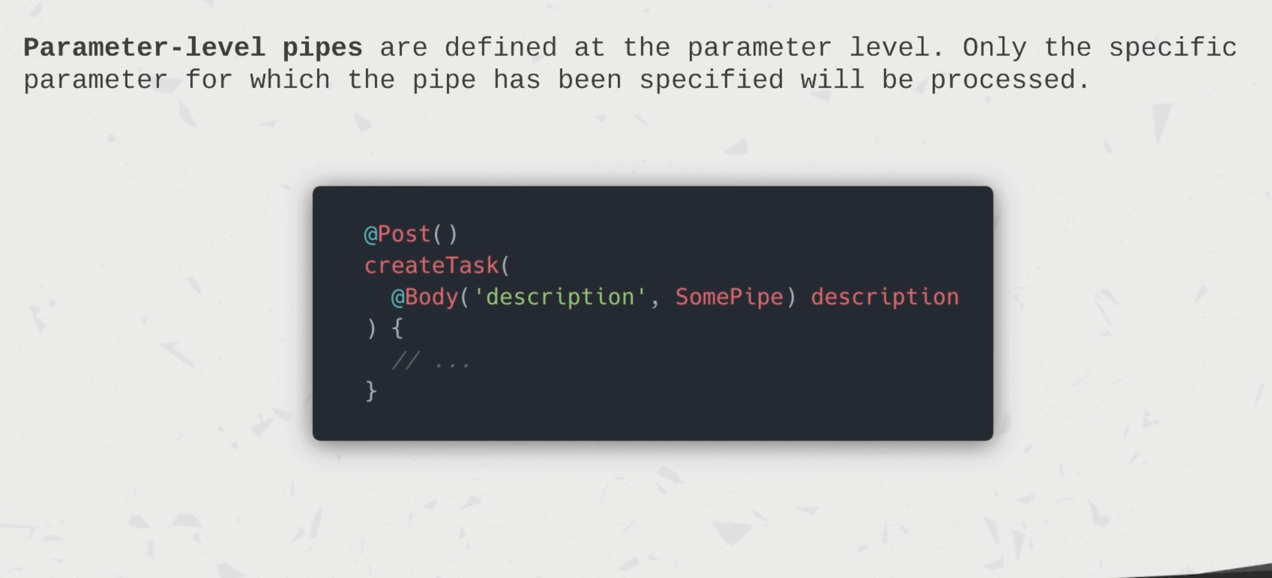 Parameter-level pipes are defined at the parameter level. Only the specific
parameter for which the pipe has been specified will be processed.
@Post()
createTask(
  @Body('description', SomePipe) description
) {
  // ...
}